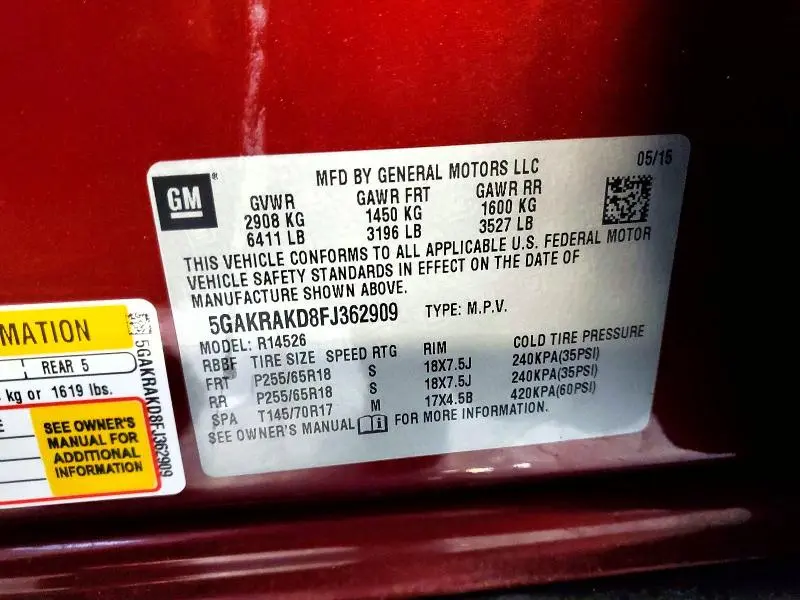 GM®
MFD BY GENERAL MOTORS LLC
05/15
GVWR GAWR FRT GAWR RR
2908 KG 1450 KG 1600 KG
6411 LB 3196 LB 3527 LB
THIS VEHICLE CONFORMS TO ALL APPLICABLE U.S. FEDERAL MOTOR
VEHICLE SAFETY STANDARDS IN EFFECT ON THE DATE OF
MANUFACTURE SHOWN ABOVE.
5GAKRAKD8FJ362909 TYPE: M.P.V.
MODEL: R14526
RBBF TIRE SIZE SPEED RTG RIM COLD TIRE PRESSURE
FRT P255/65R18 S 18X7.5J 240KPA(35PSI)
RR P255/65R18 S 18X7.5J 240KPA(35PSI)
SPA T145/70R17 M 17X4.5B 420KPA(60PSI)
SEE OWNER'S MANUAL FOR MORE INFORMATION.
MATION
REAR 5
kg or 1619 lbs.
SEE OWNER'S
MANUAL FOR
ADDITIONAL
INFORMATION
5GAKRAKD8FJ362909